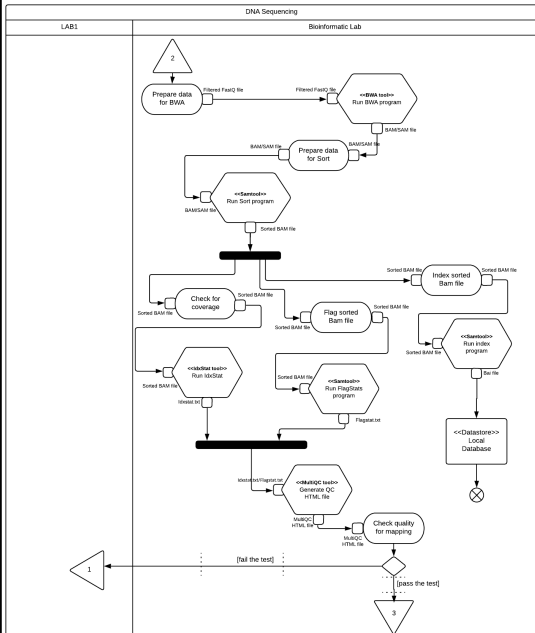 DNA Sequencing
LAB1
Bioinformatic Lab
2
Prepare data
for BWA
Filtered FastQ file
Filtered FastQ file
<<BWA tool>>
Run BWA program
BAM/SAM file
BAM/SAM file
BAM/SAM file
Prepare data
for Sort
<<Samtool>>
Run Sort program
BAM/SAM file
Sorted BAM file
Sorted BAM file
Index sorted
Bam file
Sorted BAM file
Sorted BAM file
Check for
coverage
Sorted BAM file
Flag sorted
Bam file
Sorted BAM file
Sorted BAM file
<<Samtool>>
Run index
program
Sorted BAM file
Bai file
<<IdxStat tool>>
Run IdxStat
Sorted BAM file
Idxstat.txt
Sorted BAM file
<<Samtool>>
Run FlagStats
program
Flagstat.txt
<<Datastore>>
Local
Database
Idxstat.txt/Flagstat.txt
<<MultiQC tool>>
Generate QC
HTML file
MultiQC
HTML file
Check quality
for mapping
MultiQC
HTML file
[fail the test]
1
[pass the test]
3